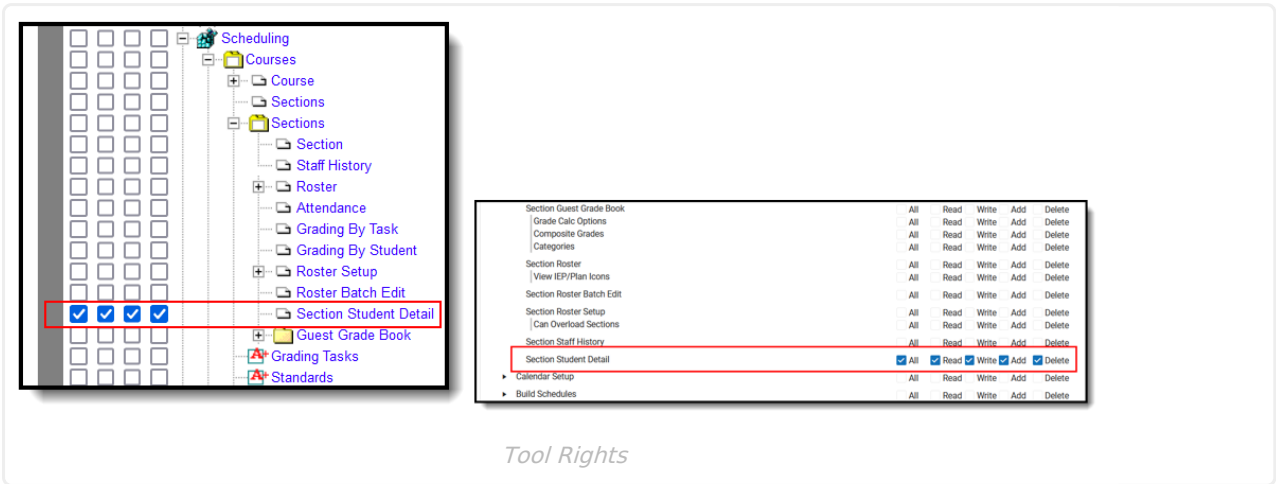 Scheduling
Courses
Course
Sections
Sections
Section
Staff History
Roster
Attendance
Grading By Task
Grading By Student
Roster Setup
Roster Batch Edit
Section Student Detail
Guest Grade Book
Grading Tasks
Standards
Section Guest Grade Book All Read Write Add Delete
Grade Calc Options All Read Write Add Delete
Composite Grades All Read Write Add Delete
Categories All Read Write Add Delete
Section Roster All Read Write Add Delete
View IEP/Plan Icons All Read Write Add Delete
Section Roster Batch Edit All Read Write Add Delete
Section Roster Setup All Read Write Add Delete
Can Overload Sections All Read Write Add Delete
Section Staff History All Read Write Add Delete
Section Student Detail All Read Write Add Delete
Calendar Setup All Read Write Add Delete
Build Schedules All Read Write Add Delete
Tool Rights